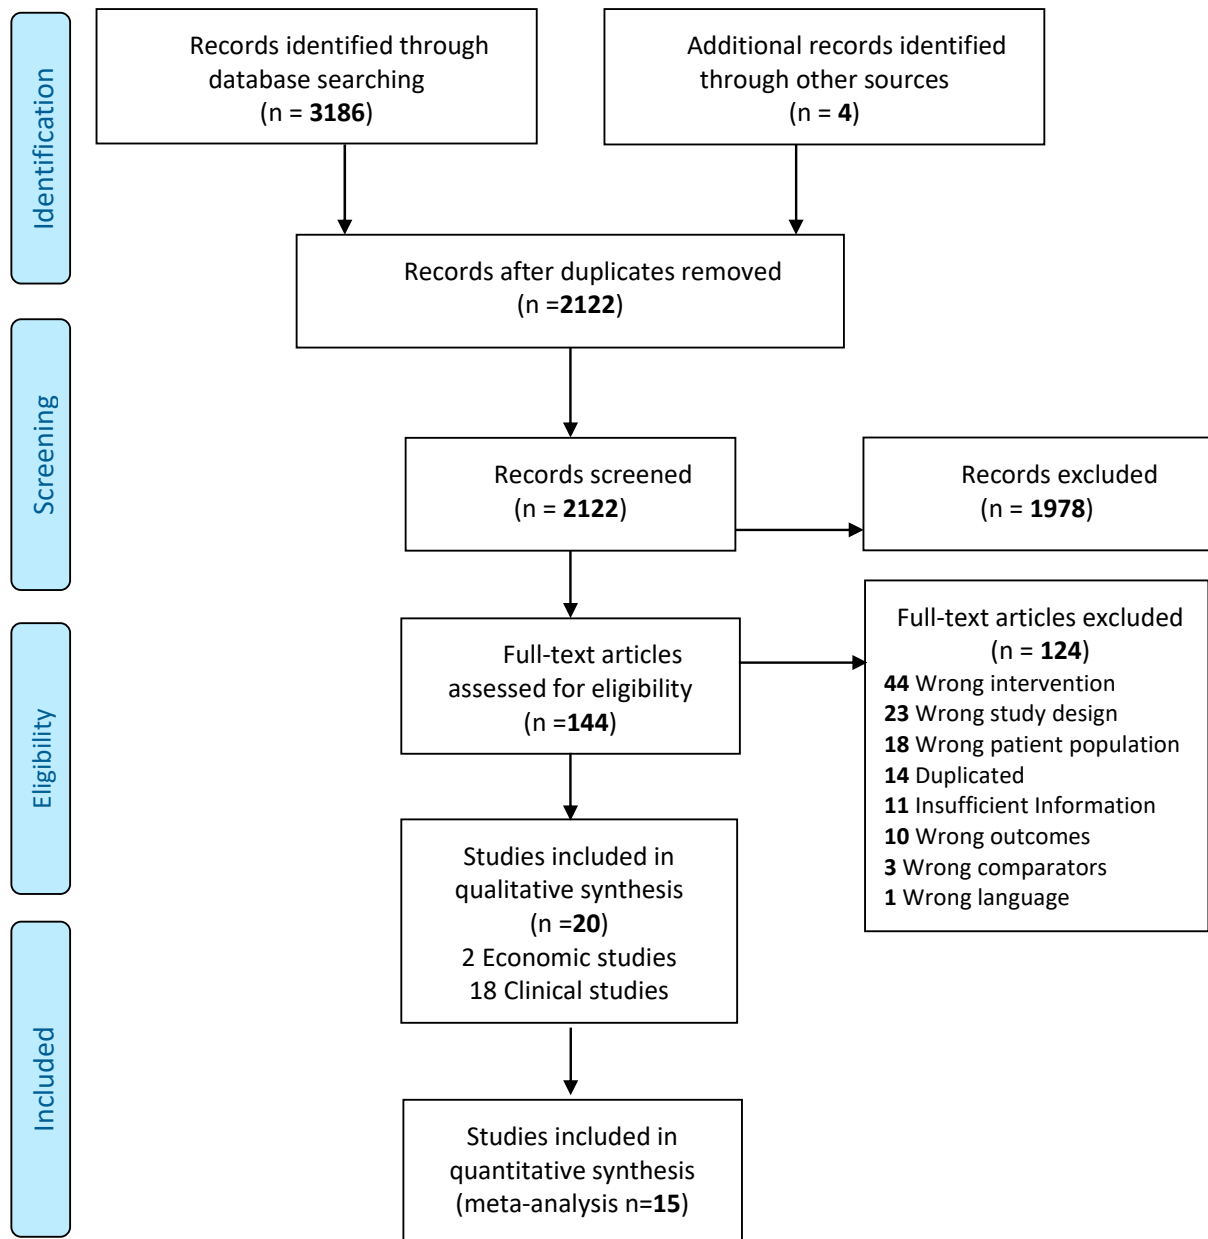 Identification
Records identified through
database searching
(n = 3186)
Additional records identified
through other sources
(n = 4)
Records after duplicates removed
(n =2122)
Screening
Records screened
(n = 2122)
Records excluded
(n = 1978)
Eligibility
Full-text articles
assessed for eligibility
(n =144)
Full-text articles excluded
(n = 124)
44 Wrong intervention
23 Wrong study design
18 Wrong patient population
14 Duplicated
11 Insufficient Information
10 Wrong outcomes
3 Wrong comparators
1 Wrong language
Studies included in
qualitative synthesis
(n =20)
2 Economic studies
18 Clinical studies
Included
Studies included in
quantitative synthesis
(meta-analysis n=15)